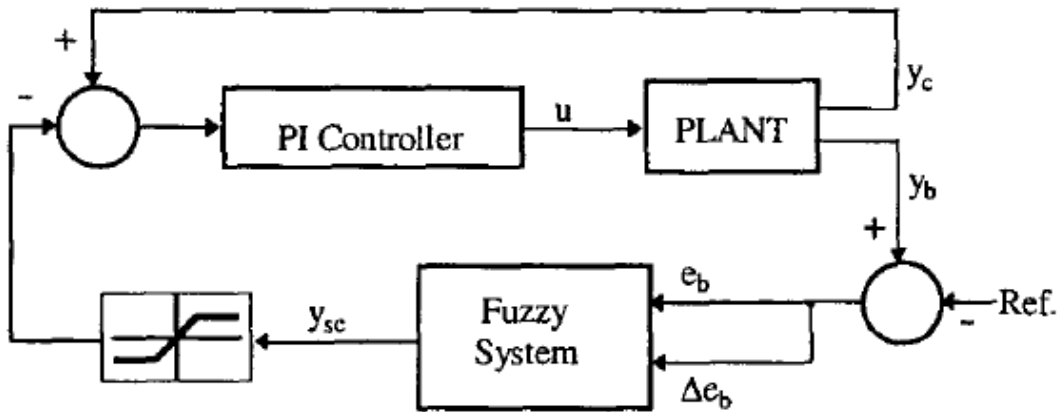 +
y_c
-
PI Controller
u
PLANT
y_b
+
e_b
Fuzzy
System
y_sc
Ref.
-
Δe_b